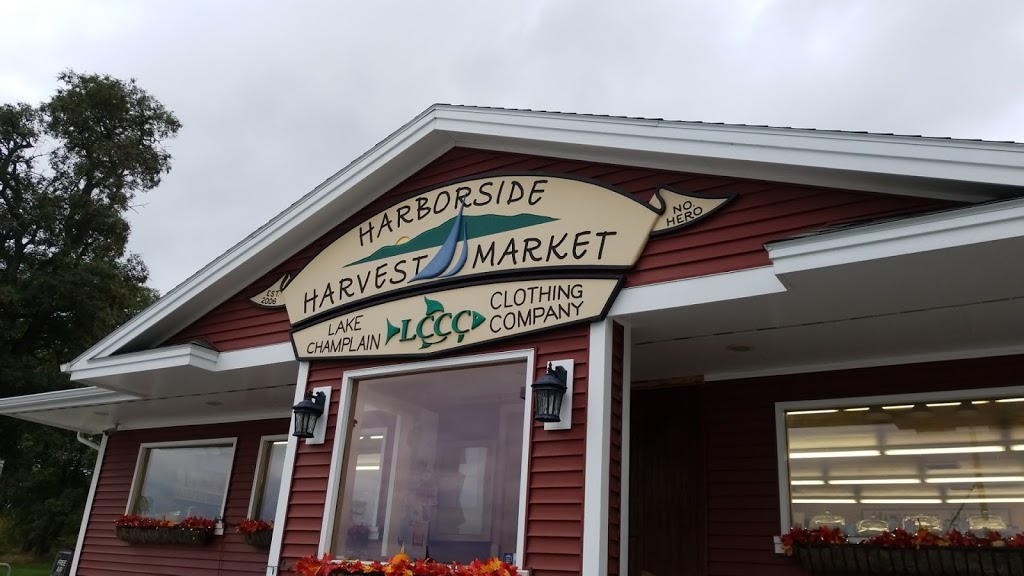 HARBORSIDE
HARVEST MARKET
EST.
2006
NO.
HERO
LAKE
CHAMPLAIN
LCCC
CLOTHING
COMPANY